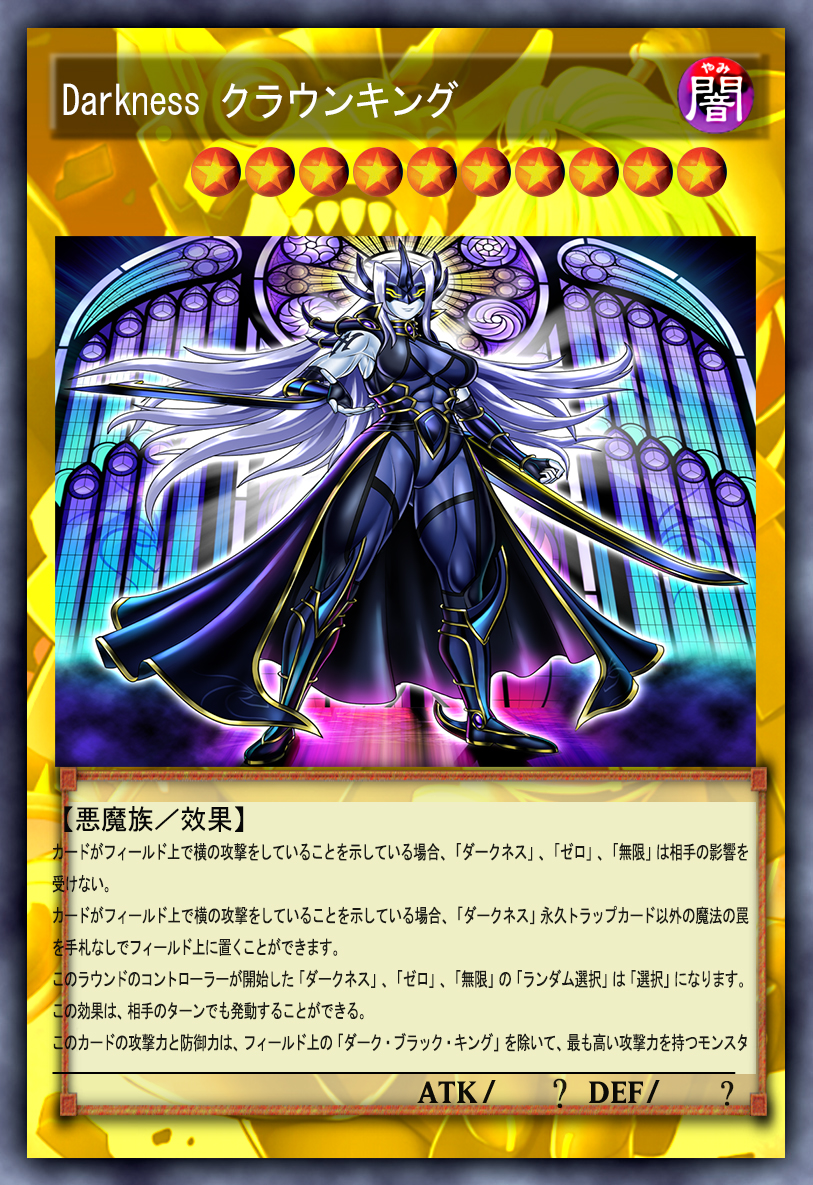 Darkness クラウンキング
やみ
闇
【悪魔族／効果】
カードがフィールド上で横の攻撃をしていることを示している場合、「ダークネス」、「ゼロ」、「無限」は相手の影響を
受けない。
カードがフィールド上で横の攻撃をしていることを示している場合、「ダークネス」永久トラップカード以外の魔法の罠
を手札なしでフィールド上に置くことができます。
このラウンドのコントローラーが開始した「ダークネス」、「ゼロ」、「無限」の「ランダム選択」は「選択」になります。
この効果は、相手のターンでも発動することができる。
このカードの攻撃力と防御力は、フィールド上の「ダーク・ブラック・キング」を除いて、最も高い攻撃力を持つモンスタ
ATK/ ? DEF/ ?